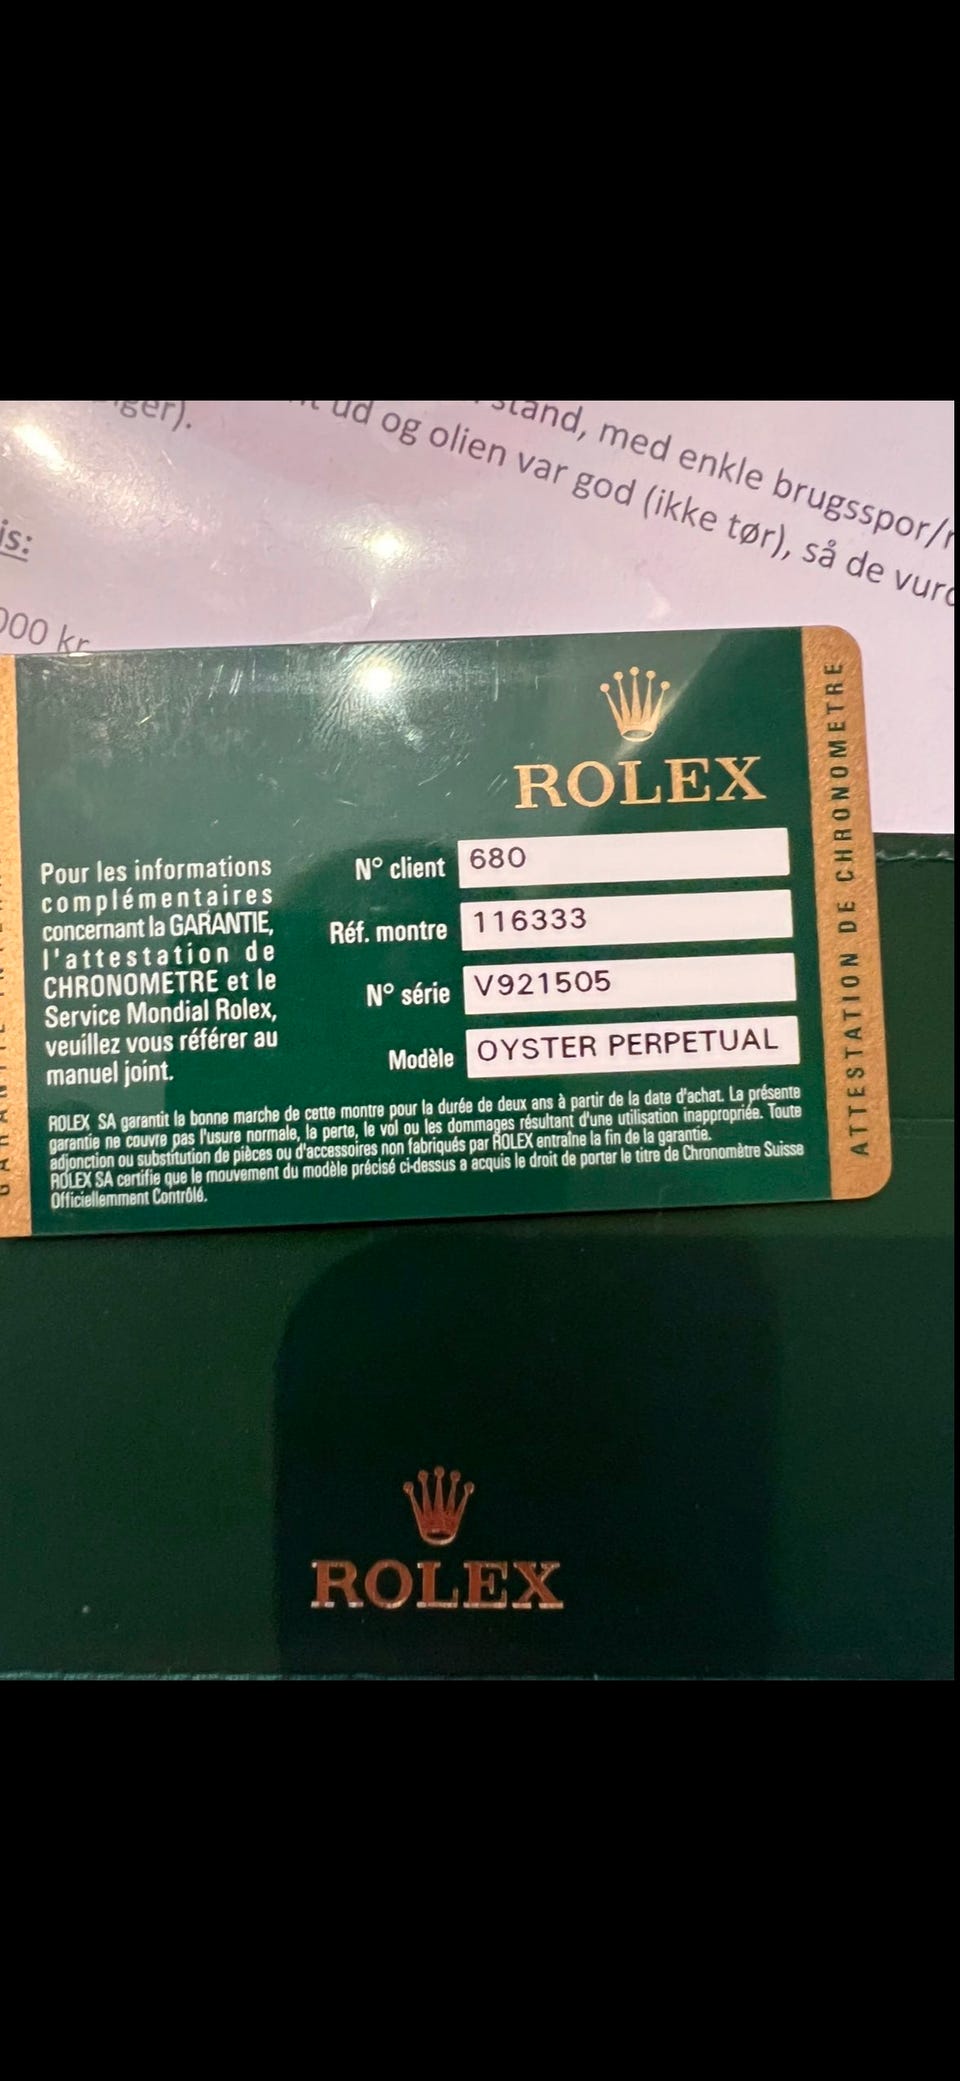 stand, med enkle brugsspor/
ud og olien var god (ikke tør), så de
iger).
is:
000 kr
ROLEX
Pour les informations
complémentaires
concernant la GARANTIE,
l'attestation de
CHRONOMETRE et le
Service Mondial Rolex,
veuillez vous référer au
manuel joint.
N° client 680
Réf. montre 116333
N° série V921505
Modèle OYSTER PERPETUAL
ROLEX SA garantit la bonne marche de cette montre pour la durée de deux ans à partir de la date d'achat. La présente
garantie ne couvre pas l'usure normale, la perte, le vol ou les dommages résultant d'une utilisation inappropriée. Toute
adjonction ou substitution de pièces ou d'accessoires non fabriqués par ROLEX entraîne la fin de la garantie.
ROLEX SA certifie que le mouvement du modèle précisé ci-dessus a acquis le droit de porter le titre de Chronomètre Suisse
Officiellemment Contrôlé.
ATTESTATION DE CHRONOMETRE
ROLEX